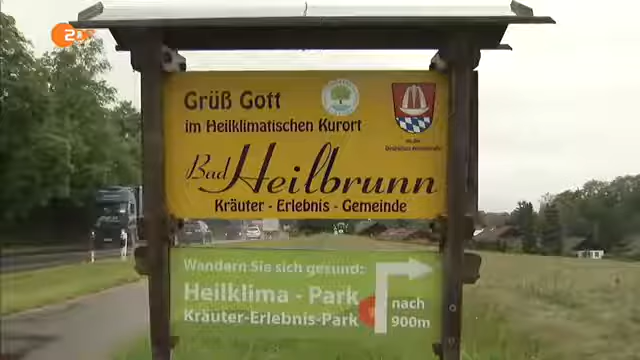 ZDF
Grüß Gott
im Heilklimatischen Kurort
Bad Heilbrunn
Kräuter - Erlebnis - Gemeinde
Wandern Sie sich gesund:
Heilklima - Park
Kräuter-Erlebnis-Park
nach
900m